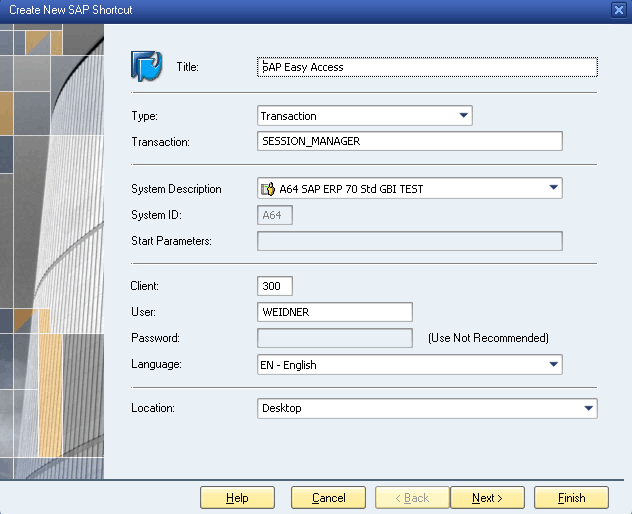 Create New SAP Shortcut
Title: SAP Easy Access
Type: Transaction
Transaction: SESSION_MANAGER
System Description A64 SAP ERP 70 Std GBI TEST
System ID: A64
Start Parameters:
Client: 300
User: WEIDNER
Password: (Use Not Recommended)
Language: EN - English
Location: Desktop
Help Cancel < Back Next > Finish